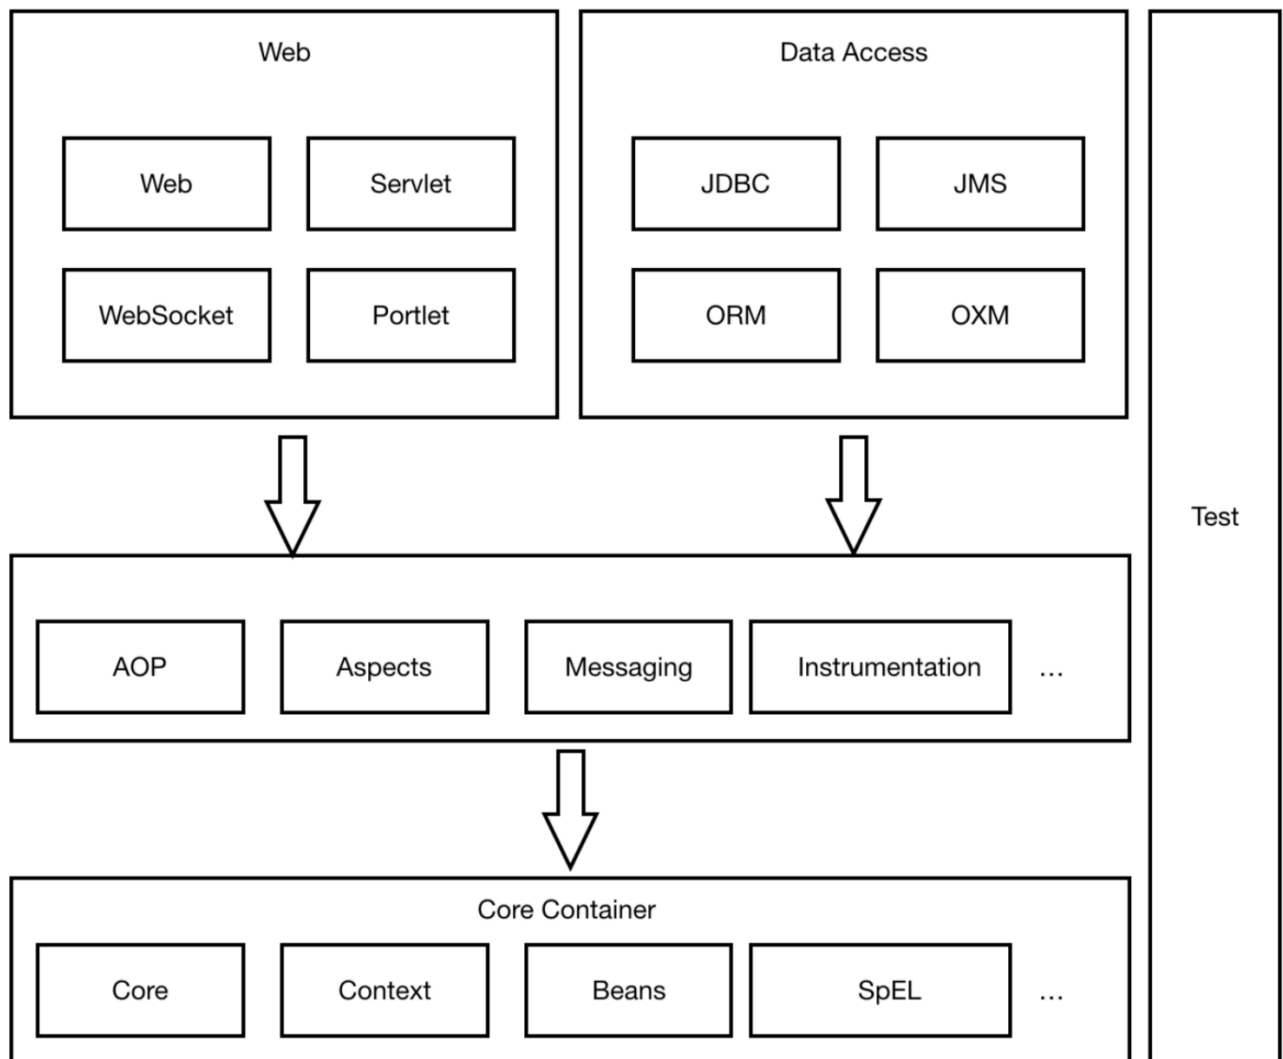 Web
Data Access
Web
Servlet
JDBC
JMS
WebSocket
Portlet
ORM
OXM
Test
AOP
Aspects
Messaging
Instrumentation
...
Core Container
Core
Context
Beans
SpEL
...